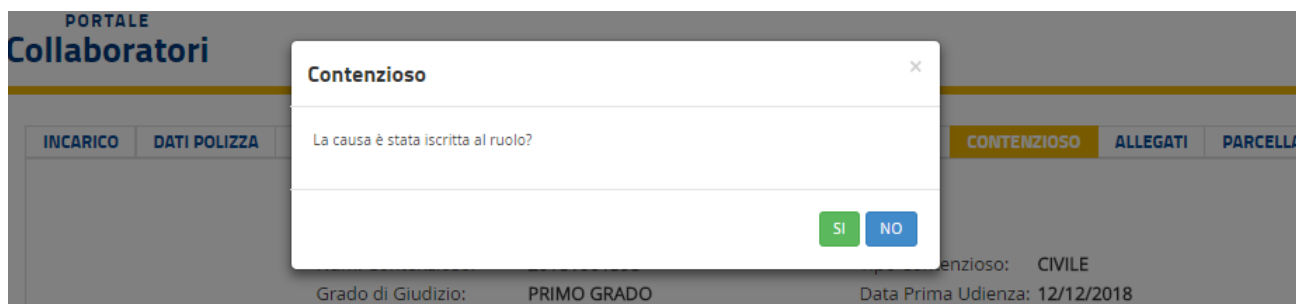 PORTALE
Collaboratori
Contenzioso
×
La causa è stata iscritta al ruolo?
INCARICO DATI POLIZZA CONTENZIOSO ALLEGATI PARCELLA
SI NO
CIVILE
Grado di Giudizio: PRIMO GRADO Data Prima Udienza: 12/12/2018